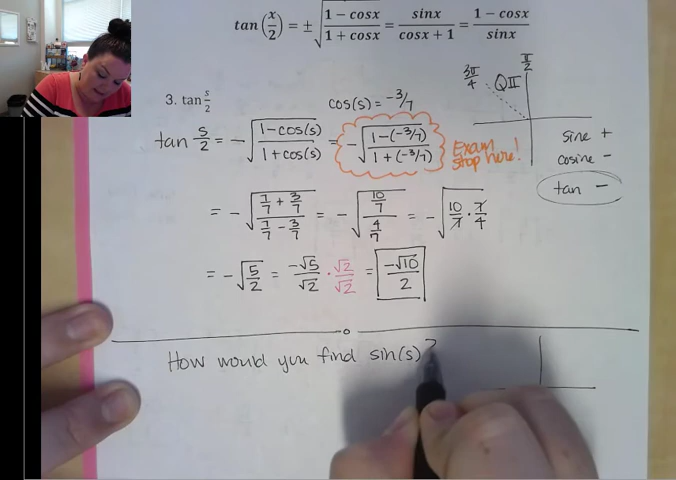 tan(x/2) = ±√((1 − cosx)/(1 + cosx)) = sinx/(cosx + 1) = (1 − cosx)/sinx
π/2
3π/4 QII
3. tan s/2 cos(s) = -3/7
tan s/2 = -√((1-cos(s))/(1+cos(s))) = -√((1-(-3/7))/(1+(-3/7))) Exam stop here!
sine +
cosine -
tan -
= -√((7/7 + 3/7)/(7/7 - 3/7)) = -√((10/7)/(4/7)) = -√(10/7 · 7/4)
= -√(5/2) = -√5/√2 · √2/√2 = -√10/2
How would you find sin(s)?